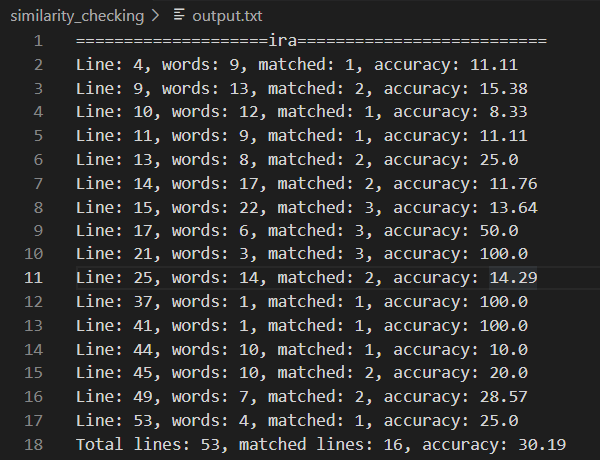 similarity_checking > output.txt
1 ====================ira==========================
2 Line: 4, words: 9, matched: 1, accuracy: 11.11
3 Line: 9, words: 13, matched: 2, accuracy: 15.38
4 Line: 10, words: 12, matched: 1, accuracy: 8.33
5 Line: 11, words: 9, matched: 1, accuracy: 11.11
6 Line: 13, words: 8, matched: 2, accuracy: 25.0
7 Line: 14, words: 17, matched: 2, accuracy: 11.76
8 Line: 15, words: 22, matched: 3, accuracy: 13.64
9 Line: 17, words: 6, matched: 3, accuracy: 50.0
10 Line: 21, words: 3, matched: 3, accuracy: 100.0
11 Line: 25, words: 14, matched: 2, accuracy: 14.29
12 Line: 37, words: 1, matched: 1, accuracy: 100.0
13 Line: 41, words: 1, matched: 1, accuracy: 100.0
14 Line: 44, words: 10, matched: 1, accuracy: 10.0
15 Line: 45, words: 10, matched: 2, accuracy: 20.0
16 Line: 49, words: 7, matched: 2, accuracy: 28.57
17 Line: 53, words: 4, matched: 1, accuracy: 25.0
18 Total lines: 53, matched lines: 16, accuracy: 30.19